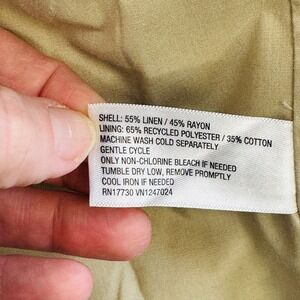 SHELL: 55% LINEN / 45% RAYON
LINING: 65% RECYCLED POLYESTER / 35% COTTON
MACHINE WASH COLD SEPARATELY
GENTLE CYCLE
ONLY NON-CHLORINE BLEACH IF NEEDED
TUMBLE DRY LOW, REMOVE PROMPTLY
COOL IRON IF NEEDED
RN17730 VN1247024